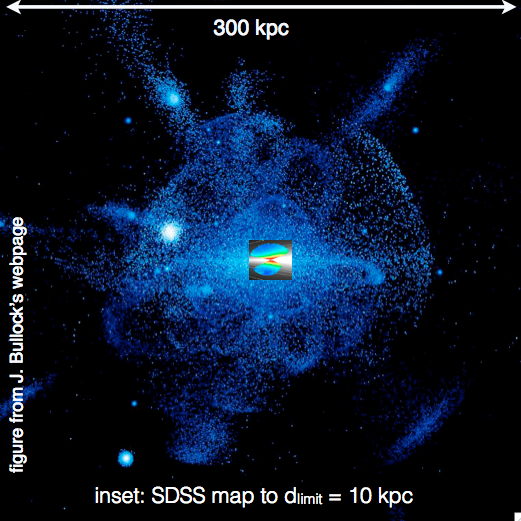 300 kpc
figure from J. Bullock's webpage
inset: SDSS map to dlimit = 10 kpc